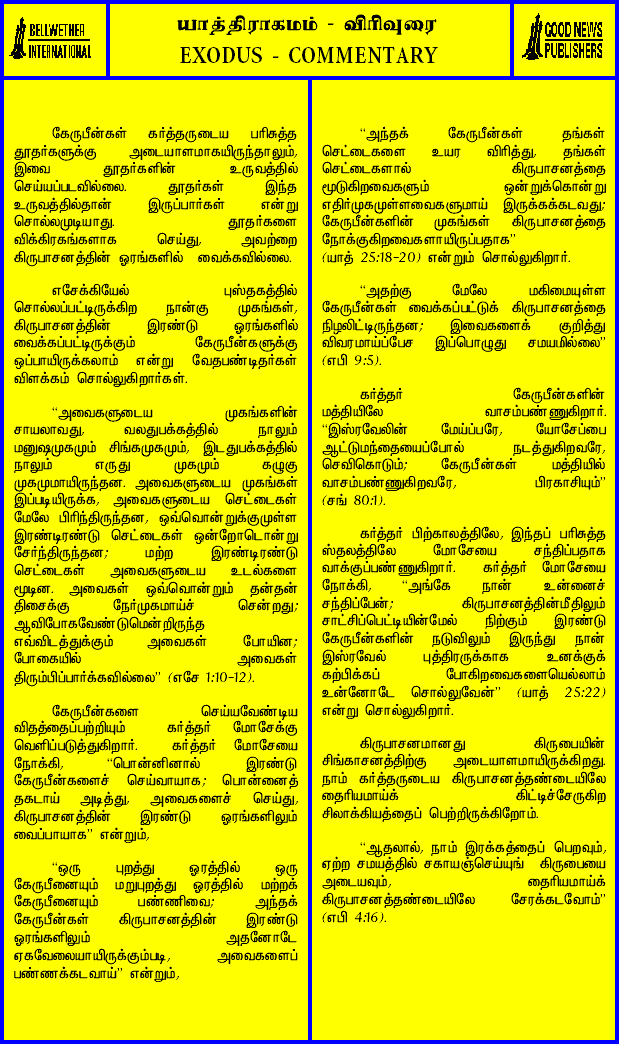 BELLWETHER
INTERNATIONAL
யாத்திராகமம் - விரிவுரை
EXODUS - COMMENTARY
GOOD NEWS
PUBLISHERS
கேருபீன்கள் கர்த்தருடைய பரிசுத்த
தூதர்களுக்கு அடையாளமாகயிருந்தாலும்,
இவை தூதர்களின் உருவத்தில்
செய்யப்படவில்லை. தூதர்கள் இந்த
உருவத்தில்தான் இருப்பார்கள் என்று
சொல்லமுடியாது. தூதர்களை
விக்கிரகங்களாக செய்து, அவற்றை
கிருபாசனத்தின் ஓரங்களில் வைக்கவில்லை.
எசேக்கியேல் புஸ்தகத்தில்
சொல்லப்பட்டிருக்கிற நான்கு முகங்கள்,
கிருபாசனத்தின் இரண்டு ஓரங்களில்
வைக்கப்பட்டிருக்கும் கேருபீன்களுக்கு
ஒப்பாயிருக்கலாம் என்று வேதபண்டிதர்கள்
விளக்கம் சொல்லுகிறார்கள்.
“அவைகளுடைய முகங்களின்
சாயலாவது, வலதுபக்கத்தில் நாலும்
மனுஷமுகமும் சிங்கமுகமும், இடதுபக்கத்தில்
நாலும் எருது முகமும் கழுகு
முகமுமாயிருந்தன. அவைகளுடைய முகங்கள்
இப்படியிருக்க, அவைகளுடைய செட்டைகள்
மேலே பிரிந்திருந்தன, ஒவ்வொன்றுக்குமுள்ள
இரண்டிரண்டு செட்டைகள் ஒன்றோடொன்று
சேர்ந்திருந்தன; மற்ற இரண்டிரண்டு
செட்டைகள் அவைகளுடைய உடல்களை
மூடின. அவைகள் ஒவ்வொன்றும் தன்தன்
திசைக்கு நேர்முகமாய்ச் சென்றது;
ஆவிபோகவேண்டுமென்றிருந்த
எவ்விடத்துக்கும் அவைகள் போயின;
போகையில் அவைகள்
திரும்பிப்பார்க்கவில்லை” (எசே 1:10-12).
கேருபீன்களை செய்யவேண்டிய
விதத்தைப்பற்றியும் கர்த்தர் மோசேக்கு
வெளிப்படுத்துகிறார். கர்த்தர் மோசேயை
நோக்கி, “பொன்னினால் இரண்டு
கேருபீன்களைச் செய்வாயாக; பொன்னைத்
தகடாய் அடித்து, அவைகளைச் செய்து,
கிருபாசனத்தின் இரண்டு ஓரங்களிலும்
வைப்பாயாக” என்றும்,
“ஒரு புறத்து ஓரத்தில் ஒரு
கேருபீனையும் மறுபுறத்து ஓரத்தில் மற்றக்
கேருபீனையும் பண்ணிவை; அந்தக்
கேருபீன்கள் கிருபாசனத்தின் இரண்டு
ஓரங்களிலும் அதனோடே
ஏகவேலையாயிருக்கும்படி, அவைகளைப்
பண்ணக்கடவாய்” என்றும்,
“அந்தக் கேருபீன்கள் தங்கள்
செட்டைகளை உயர விரித்து, தங்கள்
செட்டைகளால் கிருபாசனத்தை
மூடுகிறவைகளும் ஒன்றுக்கொன்று
எதிர்முகமுள்ளவைகளுமாய் இருக்கக்கடவது;
கேருபீன்களின் முகங்கள் கிருபாசனத்தை
நோக்குகிறவைகளாயிருப்பதாக”
(யாத் 25:18-20) என்றும் சொல்லுகிறார்.
“அதற்கு மேலே மகிமையுள்ள
கேருபீன்கள் வைக்கப்பட்டுக் கிருபாசனத்தை
நிழலிட்டிருந்தன; இவைகளைக் குறித்து
விவரமாய்ப்பேச இப்பொழுது சமயமில்லை”
(எபி 9:5).
கர்த்தர் கேருபீன்களின்
மத்தியிலே வாசம்பண்ணுகிறார்.
“இஸ்ரவேலின் மேய்ப்பரே, யோசேப்பை
ஆட்டுமந்தையைப்போல் நடத்துகிறவரே,
செவிகொடும்; கேருபீன்கள் மத்தியில்
வாசம்பண்ணுகிறவரே, பிரகாசியும்”
(சங் 80:1).
கர்த்தர் பிற்காலத்திலே, இந்தப் பரிசுத்த
ஸ்தலத்திலே மோசேயை சந்திப்பதாக
வாக்குப்பண்ணுகிறார். கர்த்தர் மோசேயை
நோக்கி, “அங்கே நான் உன்னைச்
சந்திப்பேன்; கிருபாசனத்தின்மீதிலும்
சாட்சிப்பெட்டியின்மேல் நிற்கும் இரண்டு
கேருபீன்களின் நடுவிலும் இருந்து நான்
இஸ்ரவேல் புத்திரருக்காக உனக்குக்
கற்பிக்கப் போகிறவைகளையெல்லாம்
உன்னோடே சொல்லுவேன்” (யாத் 25:22)
என்று சொல்லுகிறார்.
கிருபாசனமானது கிருபையின்
சிங்காசனத்திற்கு அடையாளமாயிருக்கிறது.
நாம் கர்த்தருடைய கிருபாசனத்தண்டையிலே
தைரியமாய்க் கிட்டிச்சேருகிற
சிலாக்கியத்தைப் பெற்றிருக்கிறோம்.
“ஆதலால், நாம் இரக்கத்தைப் பெறவும்,
ஏற்ற சமயத்தில் சகாயஞ்செய்யுங் கிருபையை
அடையவும், தைரியமாய்க்
கிருபாசனத்தண்டையிலே சேரக்கடவோம்”
(எபி 4:16).